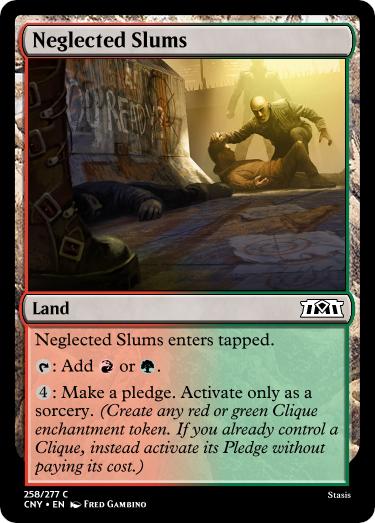 Neglected Slums
Land
Neglected Slums enters tapped.
: Add or .
4: Make a pledge. Activate only as a
sorcery. (Create any red or green Clique
enchantment token. If you already control a
Clique, instead activate its Pledge without
paying its cost.)
258/277 C
Stasis
CNY • EN Fred Gambino